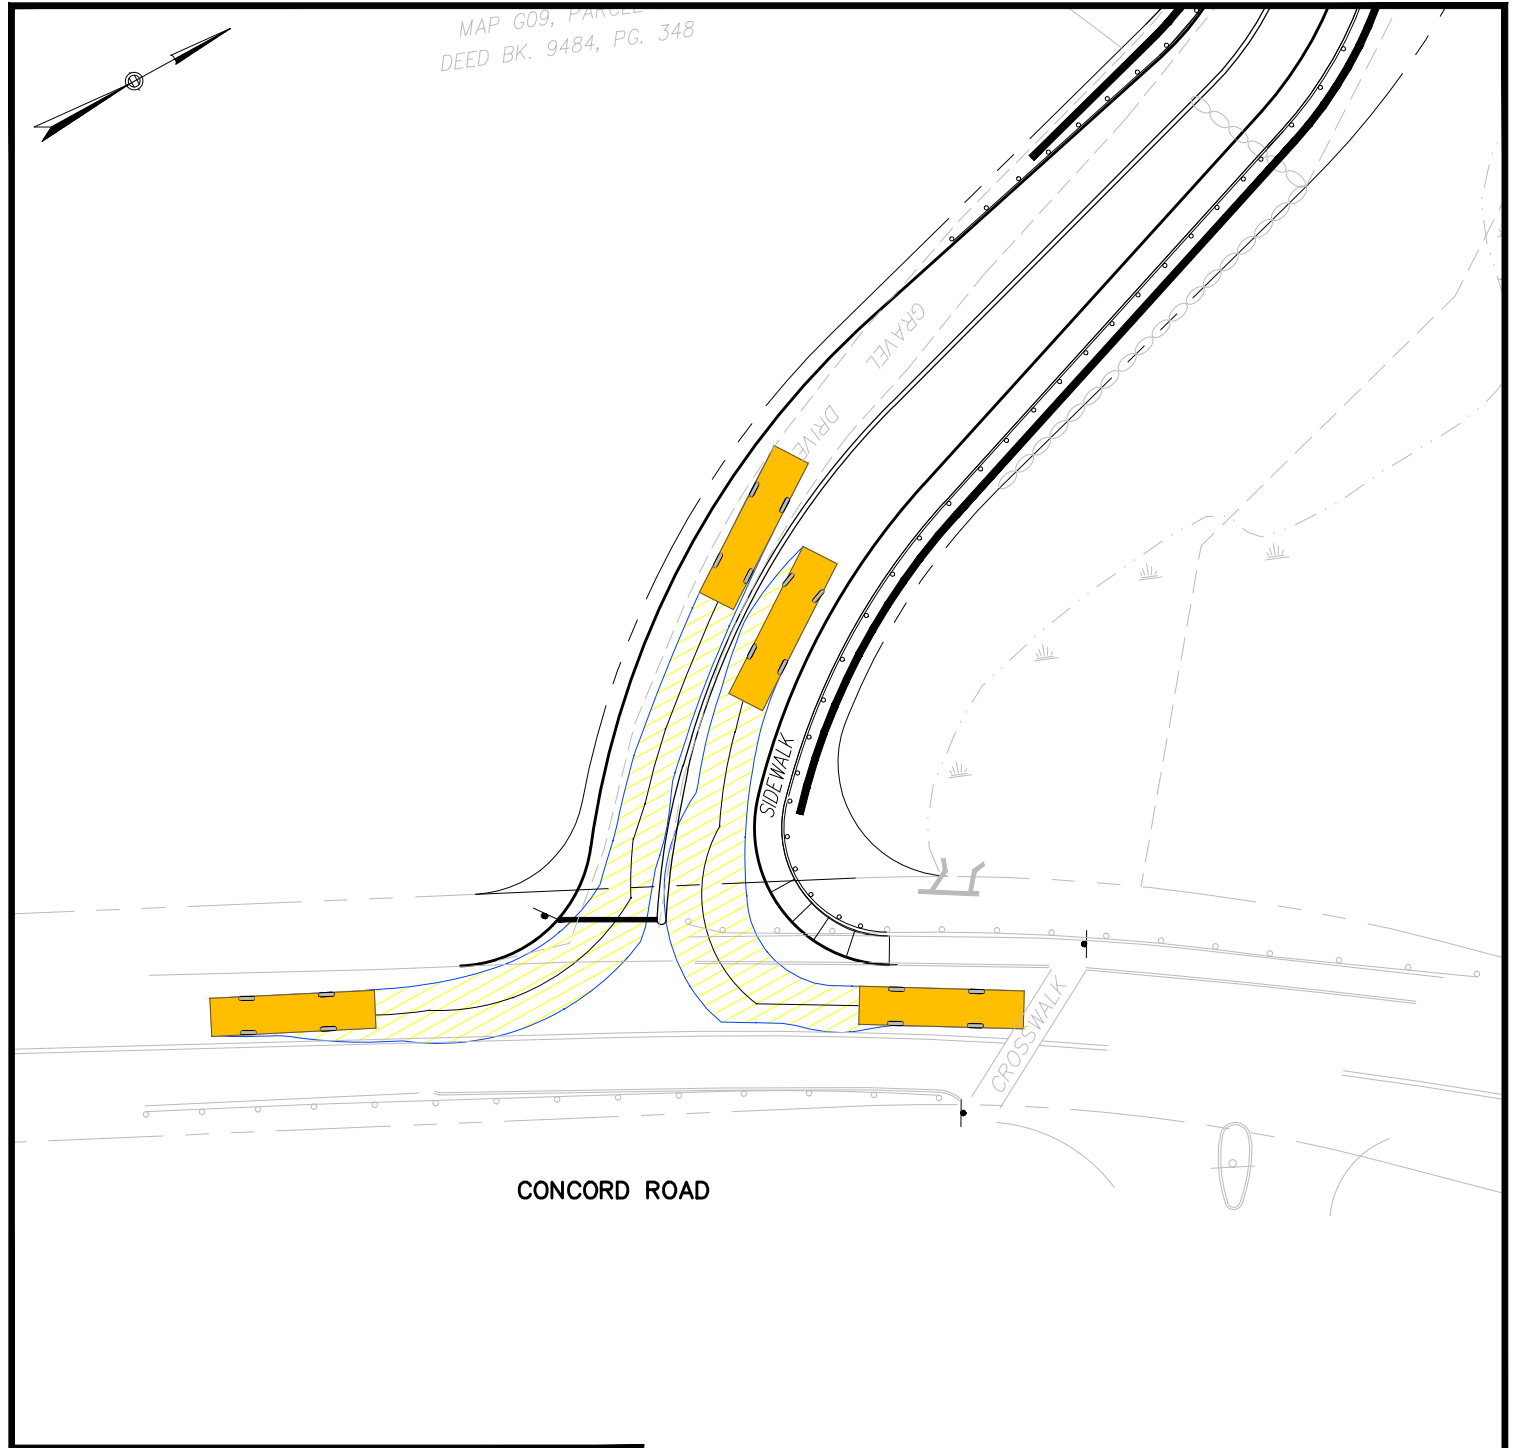 MAP G09, PARCEL
DEED BK. 9484, PG. 348
GRAVEL
DRIVE
SIDEWALK
CROSSWALK
CONCORD ROAD